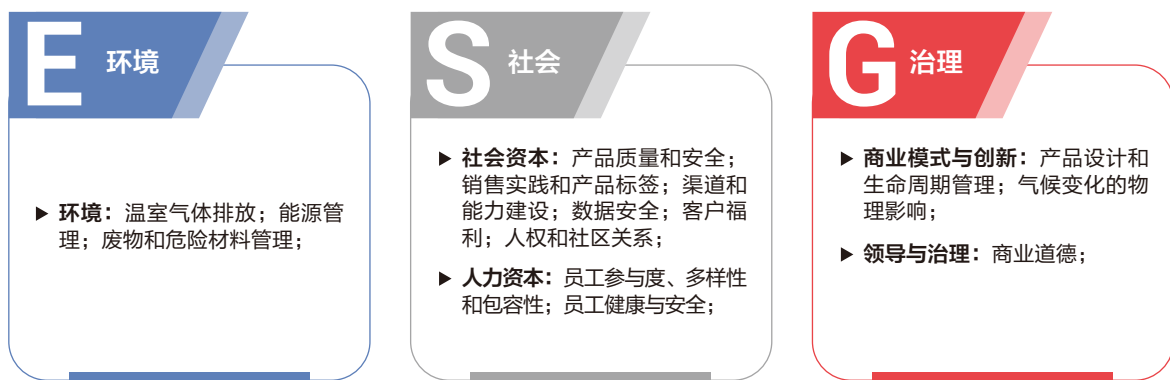 E 环境
▶ 环境：温室气体排放；能源管
理；废物和危险材料管理；
S 社会
▶ 社会资本：产品质量和安全；
销售实践和产品标签；渠道和
能力建设；数据安全；客户福
利；人权和社区关系；
▶ 人力资本：员工参与度、多样性
和包容性；员工健康与安全；
G 治理
▶ 商业模式与创新：产品设计和
生命周期管理；气候变化的物
理影响；
▶ 领导与治理：商业道德；